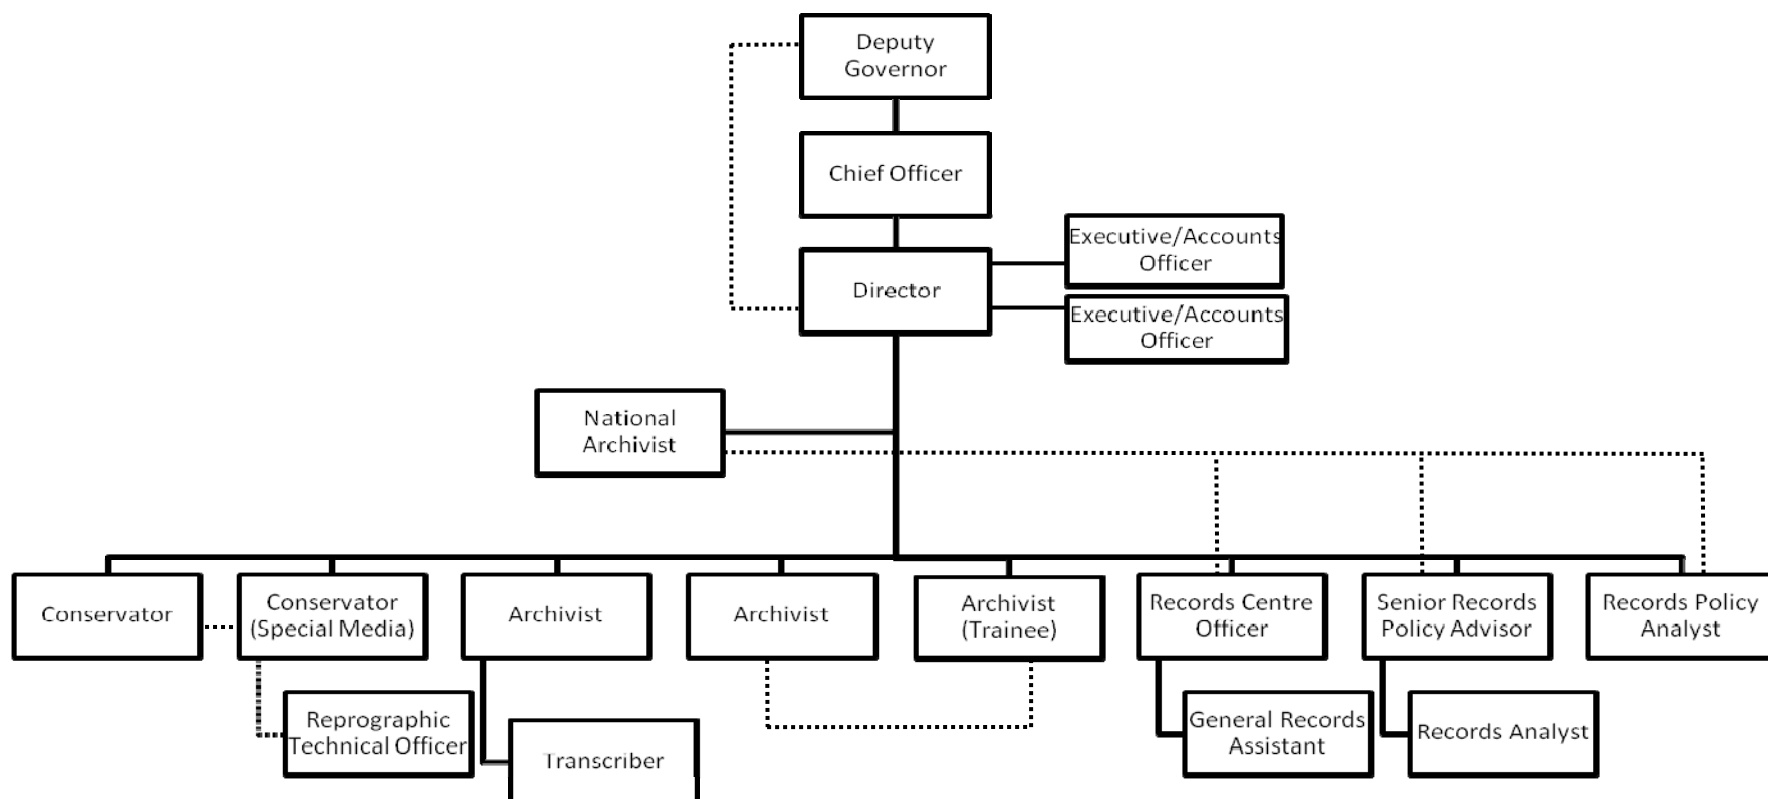 Deputy
Governor
Chief Officer
Executive/Accounts
Officer
Director
Executive/Accounts
Officer
National
Archivist
Conservator
Conservator
(Special Media)
Archivist
Archivist
Archivist
(Trainee)
Records Centre
Officer
Senior Records
Policy Advisor
Records Policy
Analyst
Reprographic
Technical Officer
Transcriber
General Records
Assistant
Records Analyst